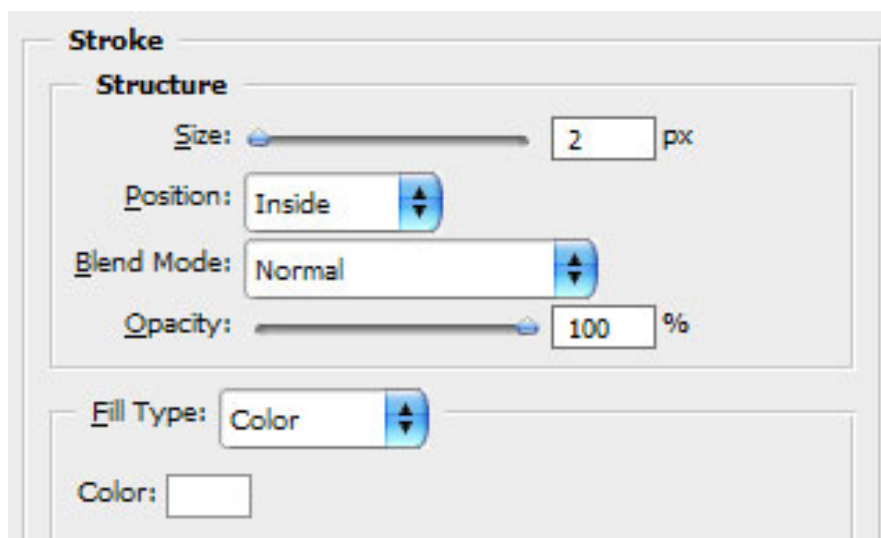 Stroke
Structure
Size: 2 px
Position: Inside
Blend Mode: Normal
Opacity: 100 %
Fill Type: Color
Color: